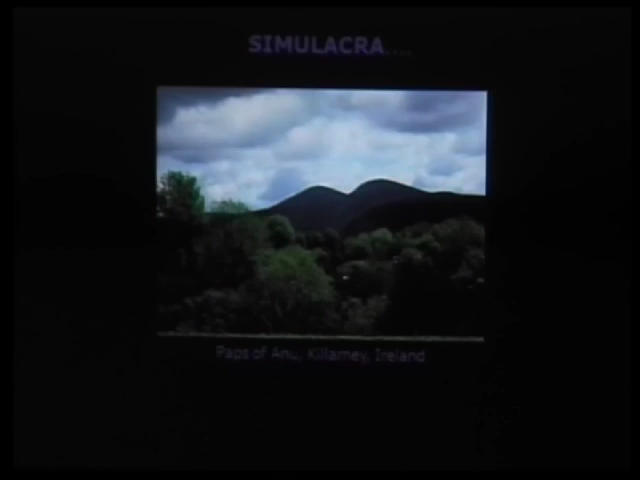 SIMULACRA....
Paps of Anu, Killarney, Ireland